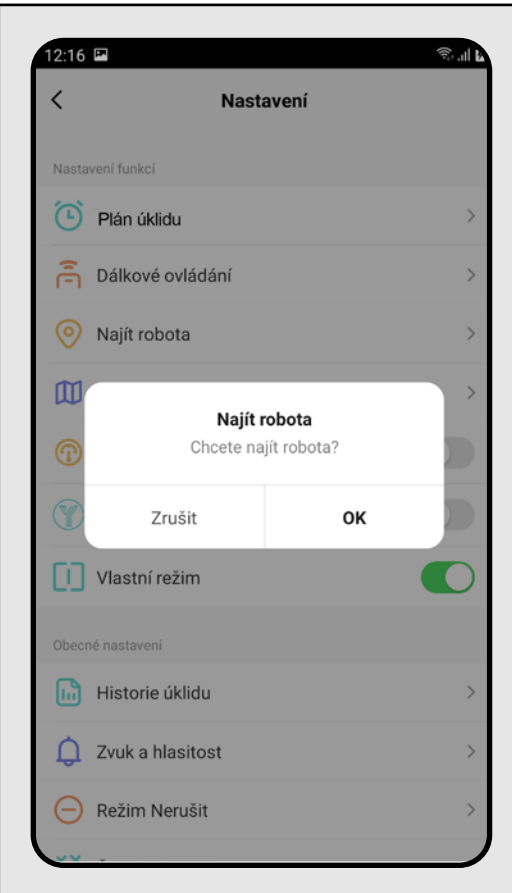 12:16
Nastavení
Nastavení funkcí
Plán úklidu
Dálkové ovládání
Najít robota
Najít robota
Chcete najít robota?
Zrušit
OK
Vlastní režim
Obecné nastavení
Historie úklidu
Zvuk a hlasitost
Režim Nerušit